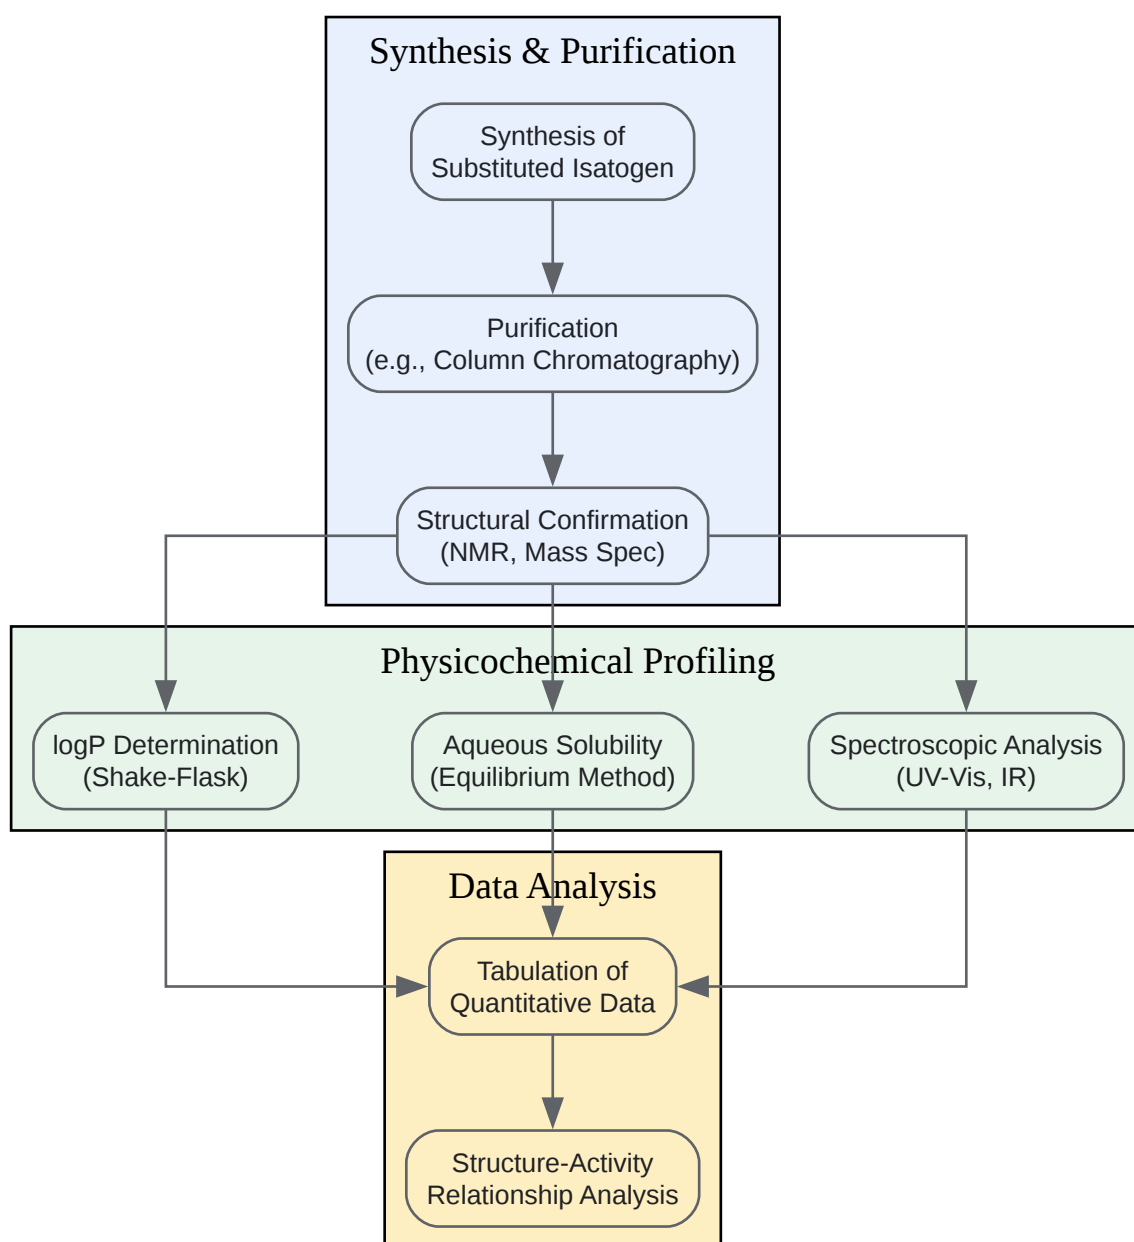 Synthesis & Purification
Synthesis of
Substituted Isatogen
Purification
(e.g., Column Chromatography)
Structural Confirmation
(NMR, Mass Spec)
Physicochemical Profiling
logP Determination
(Shake-Flask)
Aqueous Solubility
(Equilibrium Method)
Spectroscopic Analysis
(UV-Vis, IR)
Data Analysis
Tabulation of
Quantitative Data
Structure-Activity
Relationship Analysis